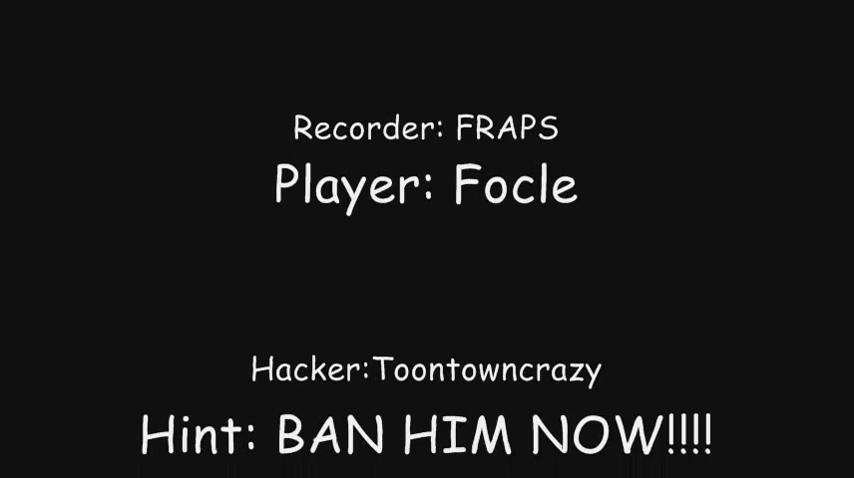 Recorder: FRAPS
Player: Focle
Hacker:Toontowncrazy
Hint: BAN HIM NOW!!!!